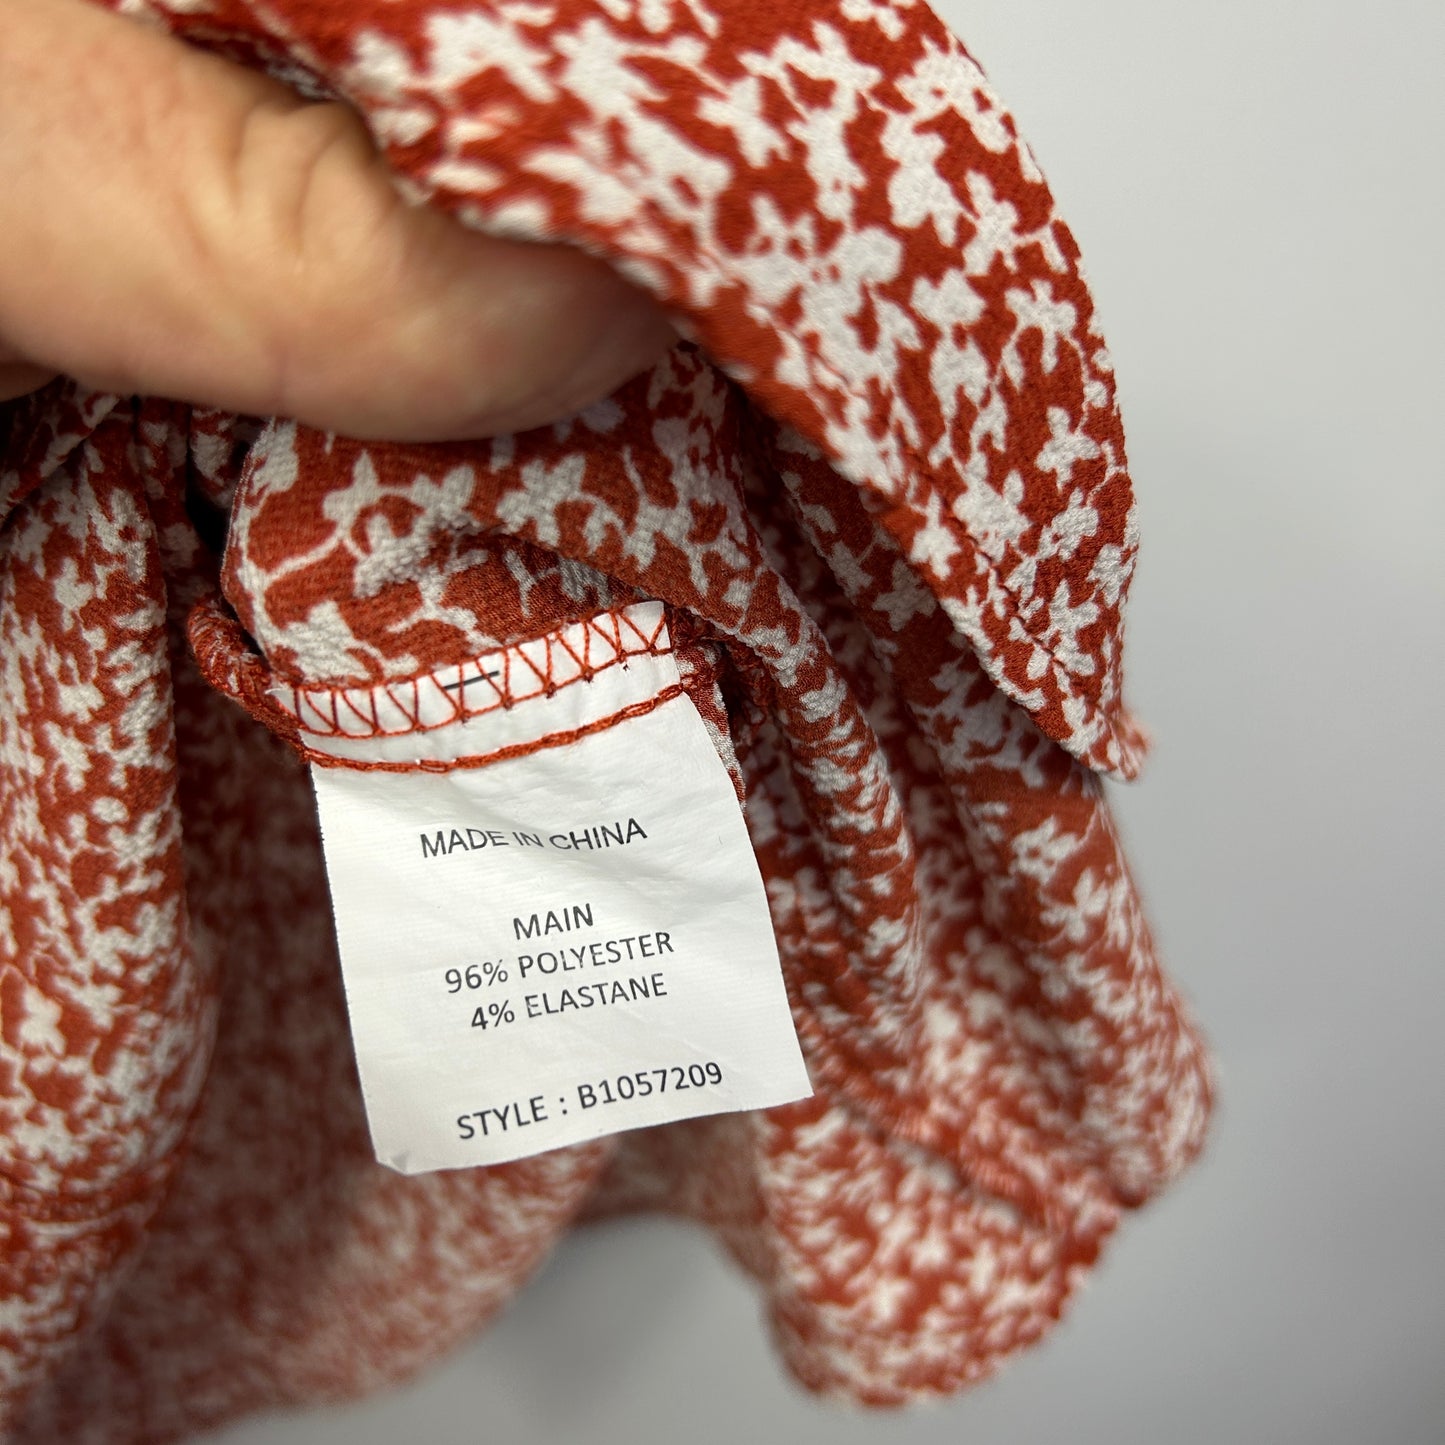 MADE IN CHINA
MAIN
96% POLYESTER
4% ELASTANE
STYLE : B1057209